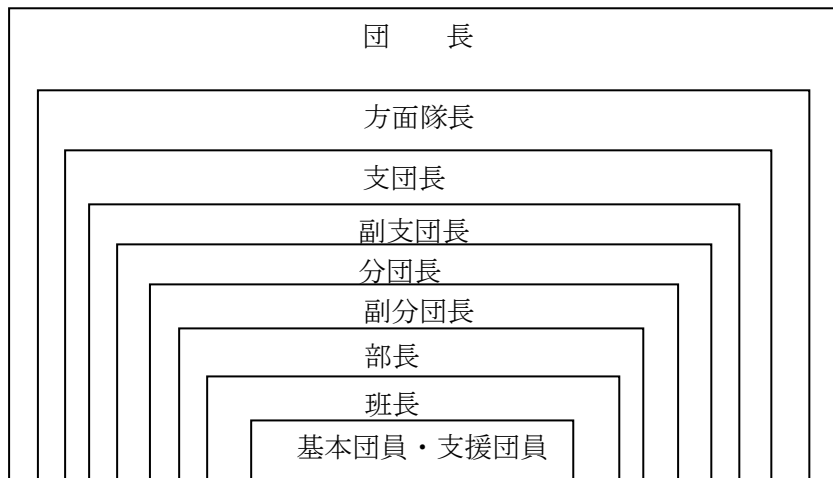 団　　長
方面隊長
支団長
副支団長
分団長
副分団長
部長
班長
基本団員・支援団員